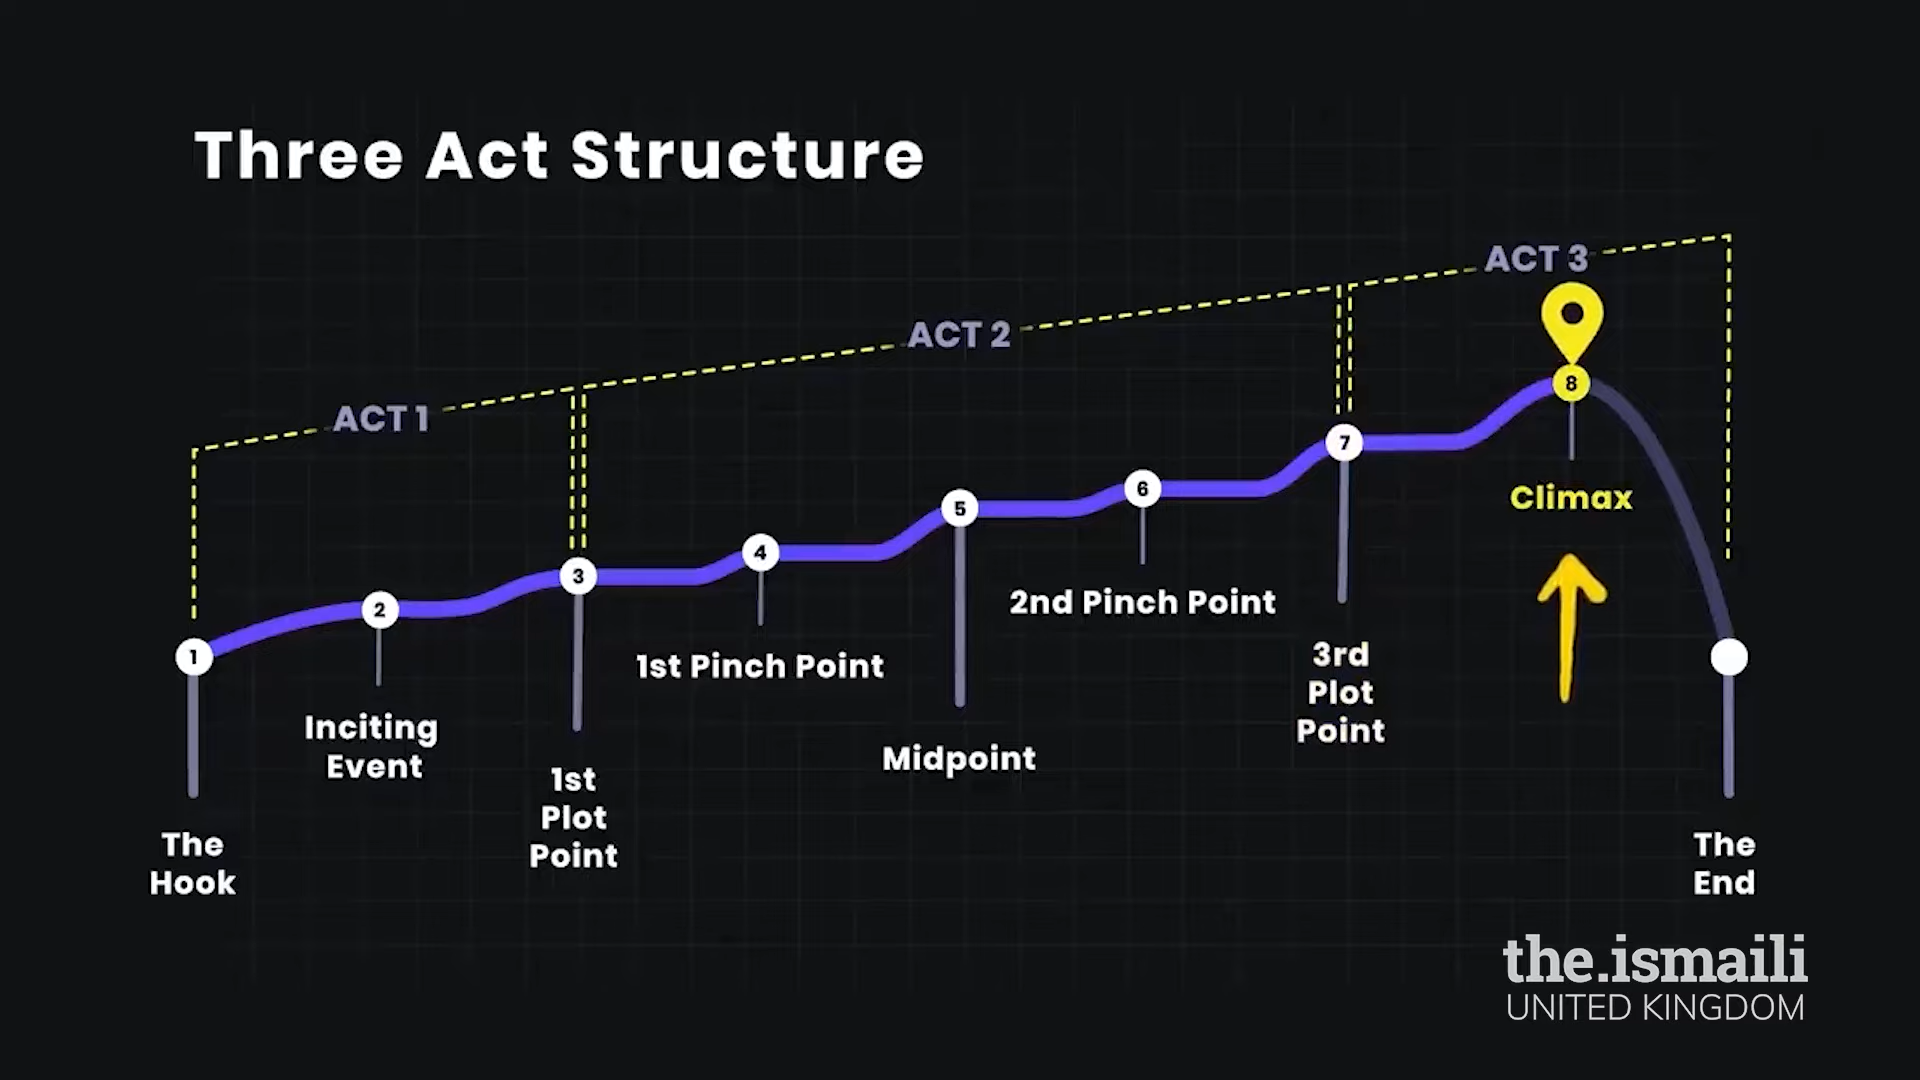 Three Act Structure
ACT 1
ACT 2
ACT 3
1
The
Hook
2
Inciting
Event
3
1st
Plot
Point
4
1st Pinch Point
5
Midpoint
6
2nd Pinch Point
7
3rd
Plot
Point
8
Climax
The
End
the.ismaili
UNITED KINGDOM